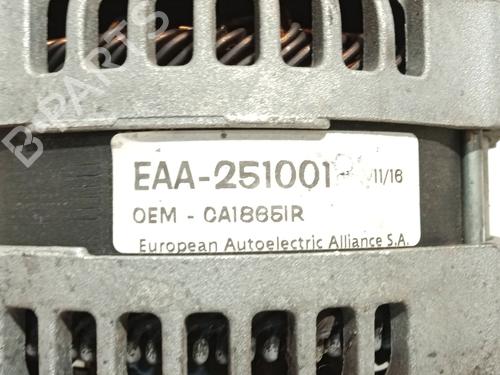 B-PARTS
EAA-251001 11/16
OEM - CA1865IR
European Autoelectric Alliance S.A.